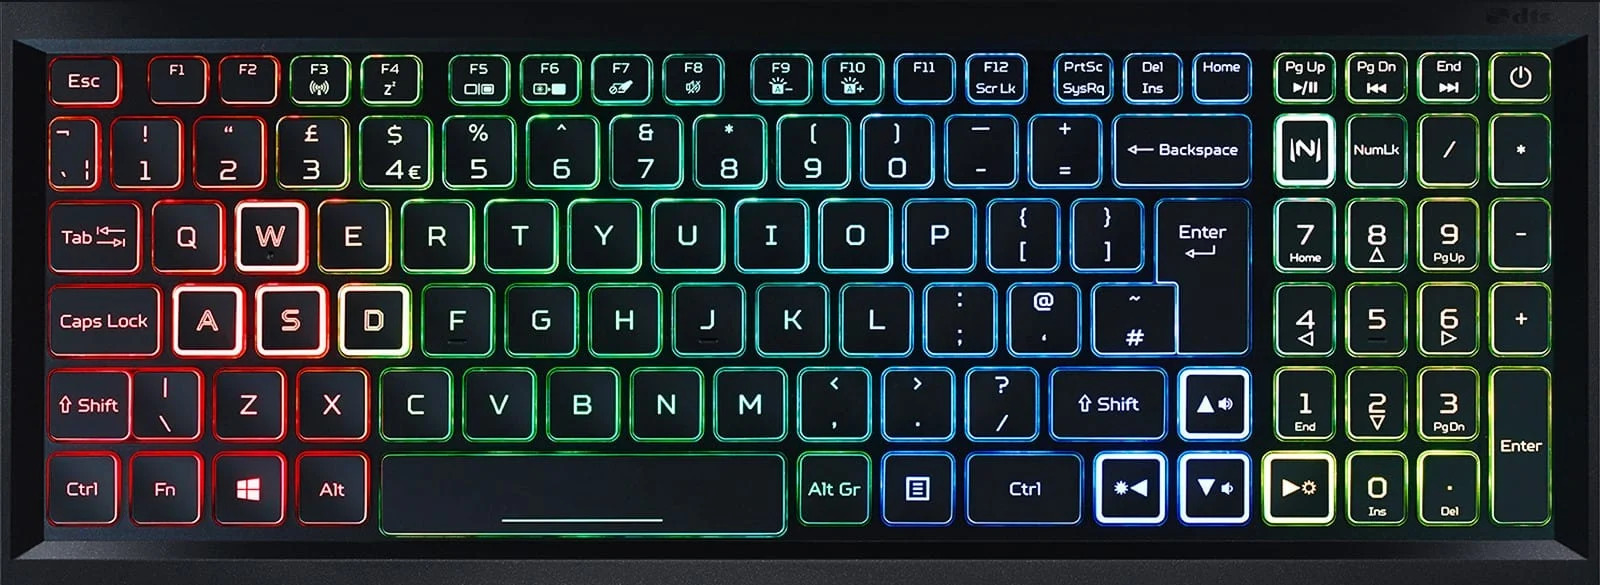 dts
Esc F1 F2 F3 F4 F5 F6 F7 F8 F9 F10 F11 F12 PrtSc Del Home Pg Up Pg Dn End
z² A- A+ Scr Lk SysRq Ins
¬ ! “ £ $ % ^ & * ( ) — + ← Backspace N NumLk / *
` ¦ 1 2 3 4 € 5 6 7 8 9 0 - =
Tab Q W E R T Y U I O P { [ } ] Enter 7 8 9 -
Home PgUp
Caps Lock A S D F G H J K L : ; @ ‘ ~ # 4 5 6 +
⇧ Shift | \ Z X C V B N M < , > . ? / ⇧ Shift ▲ 1 2 3 Enter
End PgDn
Ctrl Fn Alt Alt Gr Ctrl ◀ ▼ ▶ 0 .
Ins Del